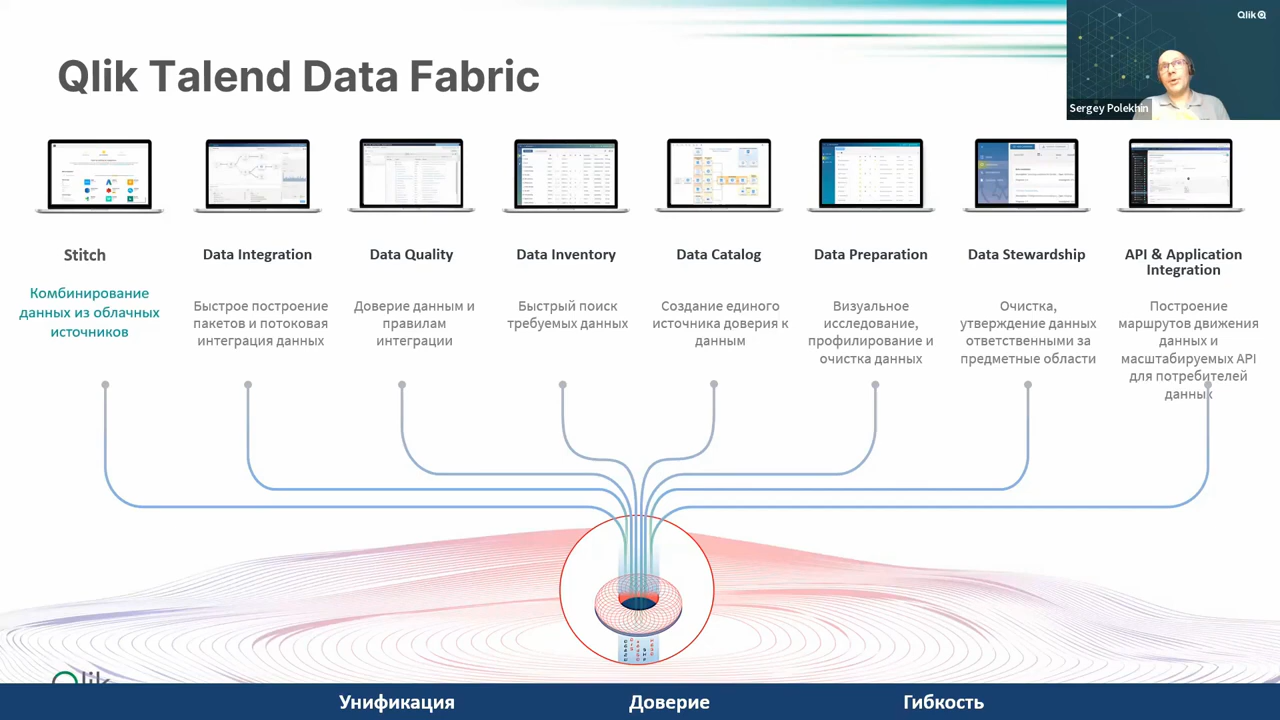 Qlik
Sergey Polekhin
Qlik Talend Data Fabric
Stitch
Комбинирование
данных из облачных
источников
Data Integration
Быстрое построение
пакетов и потоковая
интеграция данных
Data Quality
Доверие данным и
правилам
интеграции
Data Inventory
Быстрый поиск
требуемых данных
Data Catalog
Создание единого
источника доверия к
данным
Data Preparation
Визуальное
исследование,
профилирование и
очистка данных
Data Stewardship
Очистка,
утверждение данных
ответственными за
предметные области
API & Application
Integration
Построение
маршрутов движения
данных и
масштабируемых API
для потребителей
данных
Qlik
Унификация
Доверие
Гибкость